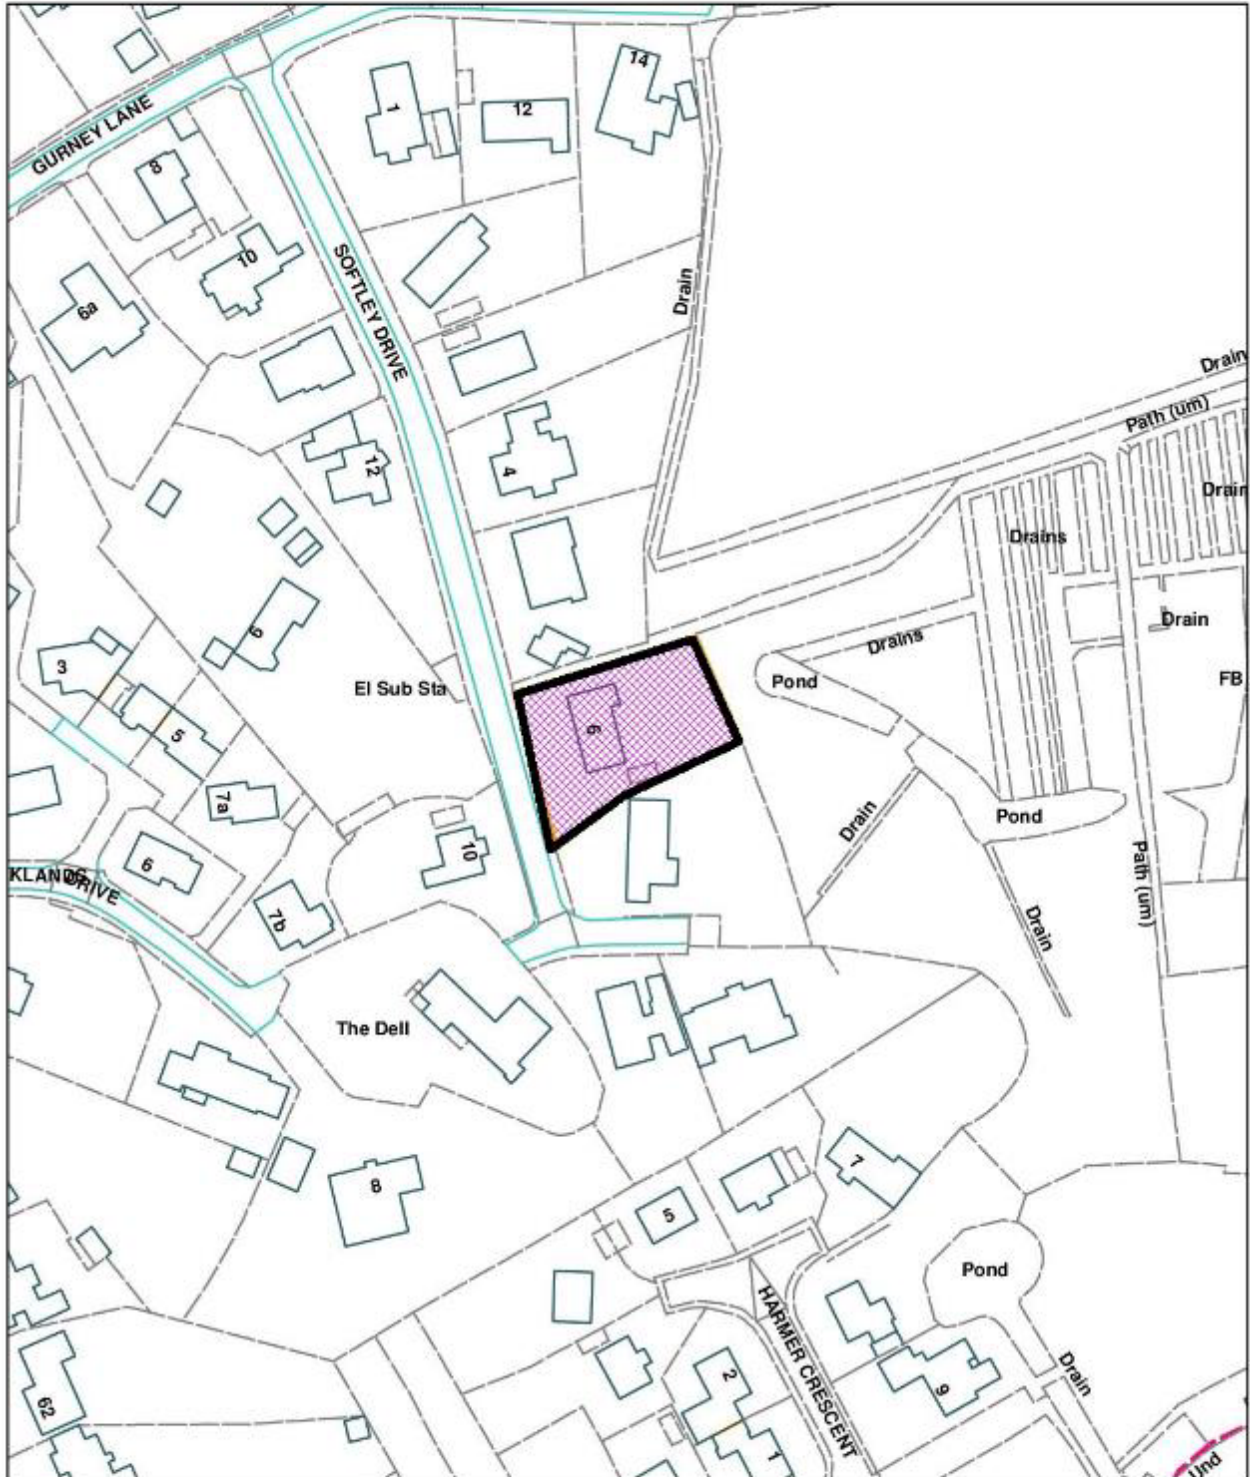 14
1
12
GURNEY LANE
8
10
6a
SOFTLEY DRIVE
Drain
Drain
Path (um)
12
4
Drain
Drains
Drain
Drains
3
El Sub Sta
Pond
FB
5
6
7a
Drain
Pond
10
6
KLANDS DRIVE
7b
Path (um)
Drain
The Dell
7
8
5
Pond
HARMER CRESCENT
2
Drain
9
62
1
Und